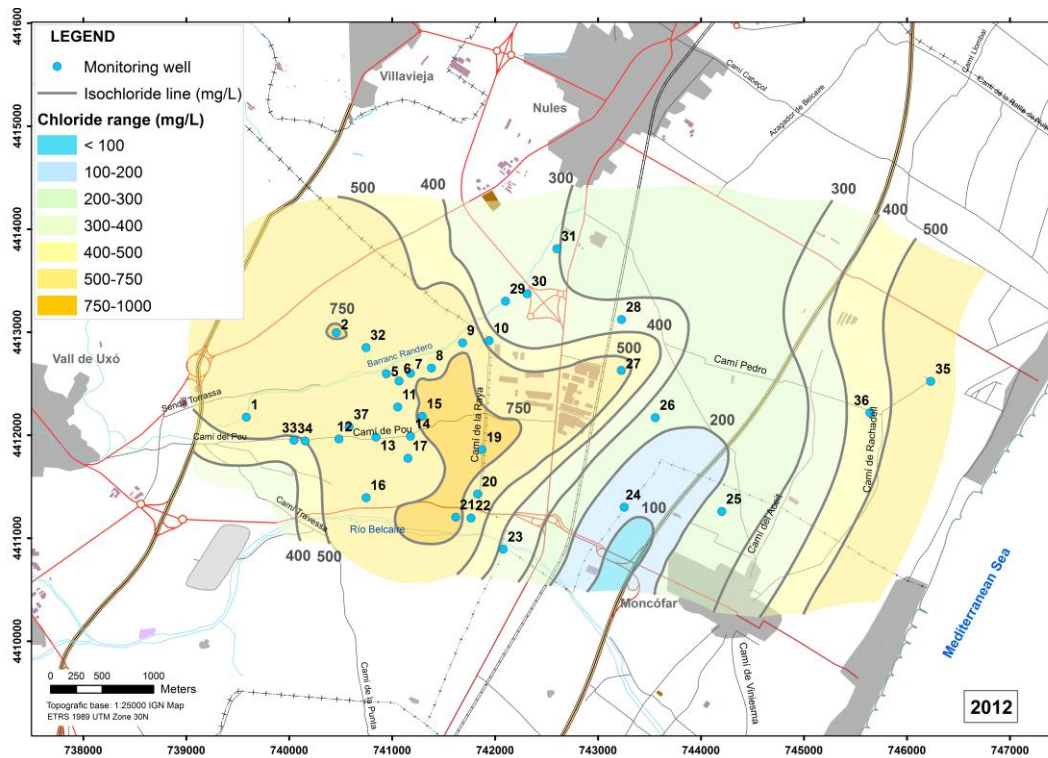 LEGEND
Monitoring well
Isochloride line (mg/L)
Chloride range (mg/L)
< 100
100-200
200-300
300-400
400-500
500-750
750-1000
4441600
4415000
4414000
4413000
4412000
4411000
4410000
738000
739000
740000
741000
742000
743000
744000
745000
746000
747000
Villavieja
Nules
Camí Cabeçol
Azagador de Belcaire
Camí Llombai
500
400
300
300
400
500
31
29
30
28
750
2
32
9
10
400
Vall de Uxó
Barranc Randero
8
7
6
5
500
27
Camí Pedro
35
Senda Torrassa
1
11
15
Camí de la Raya
750
26
36
Camí de Rachadell
Camí del Pou
3334
12
37
Camí de Pou
14
13
17
19
200
16
20
24
25
Camí Travessa
Río Belcaire
2122
100
Camí del Aceif
400
500
23
Moncófar
Mediterranean Sea
Camí de la Punta
Camí de Viniesma
0 250 500 1000
Meters
Topografic base: 1:25000 IGN Map
ETRS 1989 UTM Zone 30N
2012